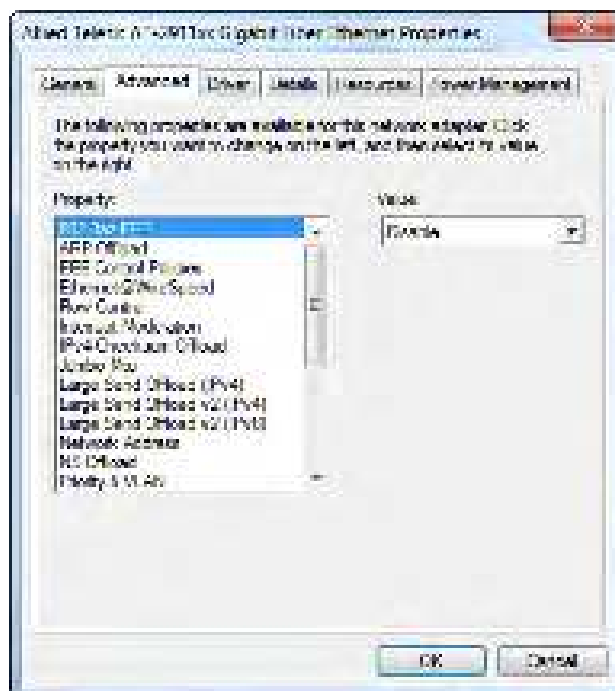 Allied Telesis Gigabit Fiber Ethernet Properties
General Advanced Driver Details Resources Power Management
The following properties are available for this network adapter. Click
the property you want to change on the left, and then select its value
on the right.
Property: Value:
ARP Offload
EEE Control Policies
Ethernet@WireSpeed
Flow Control
Interrupt Moderation
IPv4 Checksum Offload
Jumbo Mtu
Large Send Offload (IPv4)
Large Send Offload v2 (IPv4)
Large Send Offload v2 (IPv6)
Network Address
NS Offload
Priority & VLAN
OK Cancel